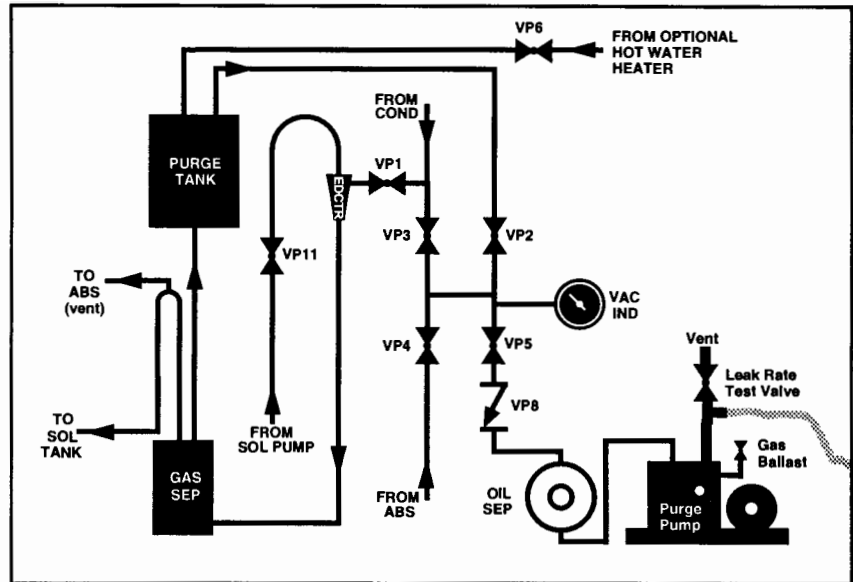 VP6
FROM OPTIONAL
HOT WATER
HEATER
FROM
COND
PURGE
TANK
VP1
EDCTR
VP3
VP2
VP11
TO
ABS
(vent)
VAC
IND
VP4
VP5
Vent
Leak Rate
Test Valve
VP8
TO
SOL
TANK
FROM
SOL PUMP
Gas
Ballast
GAS
SEP
FROM
ABS
OIL
SEP
Purge
Pump